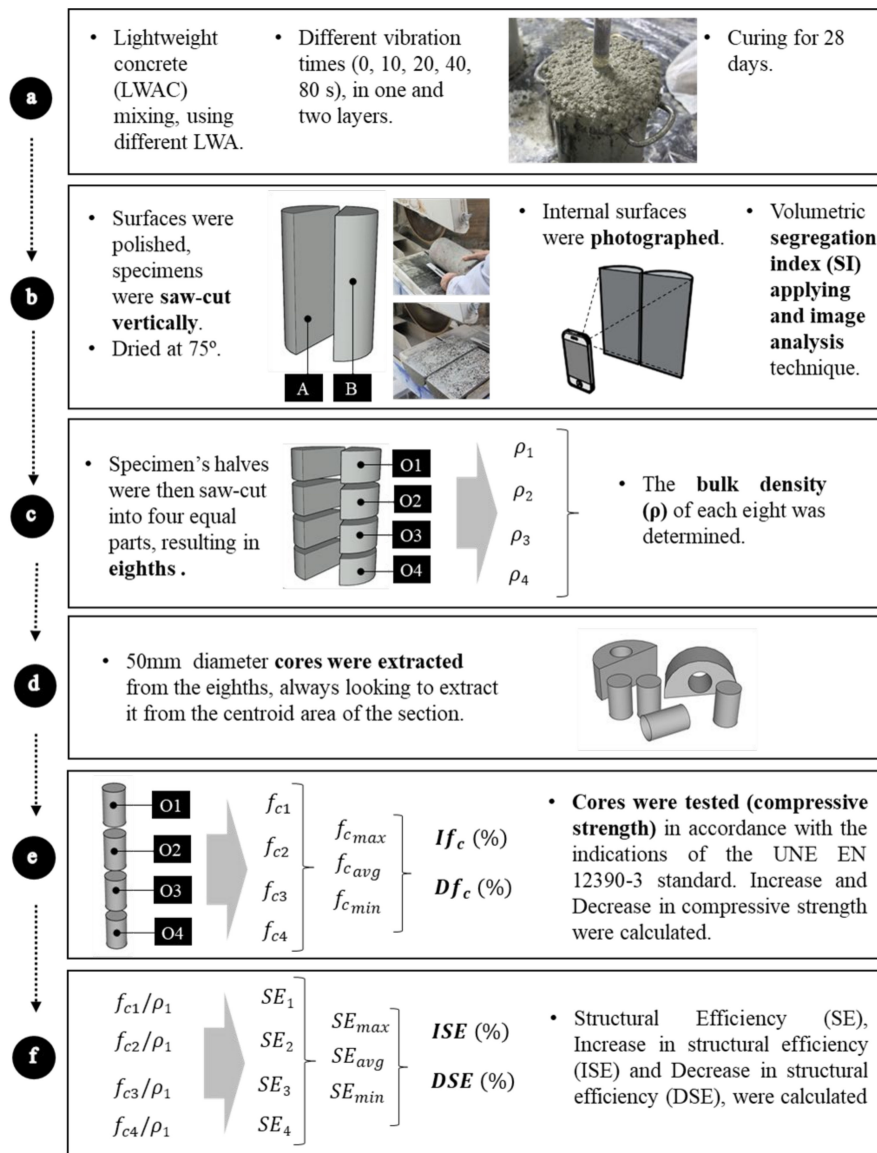 a
• Lightweight
concrete
(LWAC)
mixing, using
different LWA.
• Different vibration
times (0, 10, 20, 40,
80 s), in one and
two layers.
• Curing for 28
days.
b
• Surfaces were
polished,
specimens
were saw-cut
vertically.
• Dried at 75º.
A
B
• Internal surfaces
were photographed.
• Volumetric
segregation
index (SI)
applying
and image
analysis
technique.
c
• Specimen’s halves
were then saw-cut
into four equal
parts, resulting in
eighths .
O1
O2
O3
O4
ρ1
ρ2
ρ3
ρ4
• The bulk density
(ρ) of each eight was
determined.
d
• 50mm diameter cores were extracted
from the eighths, always looking to extract
it from the centroid area of the section.
e
O1
O2
O3
O4
fc1
fc2
fc3
fc4
fcmax
fcavg
fcmin
Ifc (%)
Dfc (%)
• Cores were tested (compressive
strength) in accordance with the
indications of the UNE EN
12390-3 standard. Increase and
Decrease in compressive strength
were calculated.
f
fc1/ρ1
fc2/ρ1
fc3/ρ1
fc4/ρ1
SE1
SE2
SE3
SE4
SEmax
SEavg
SEmin
ISE (%)
DSE (%)
• Structural Efficiency (SE),
Increase in structural efficiency
(ISE) and Decrease in structural
efficiency (DSE), were calculated